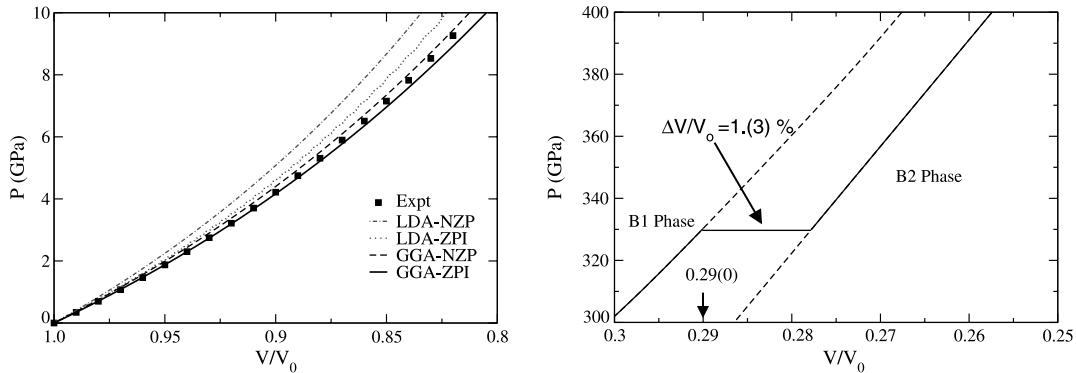 10
8
6
4
2
0
P (GPa)
Expt
LDA-NZP
LDA-ZPI
GGA-NZP
GGA-ZPI
1.0
0.95
0.9
0.85
0.8
V/V₀
400
380
360
340
320
300
P (GPa)
ΔV/Vₒ=1.(3) %
B2 Phase
B1 Phase
0.29(0)
0.3
0.29
0.28
0.27
0.26
0.25
V/V₀